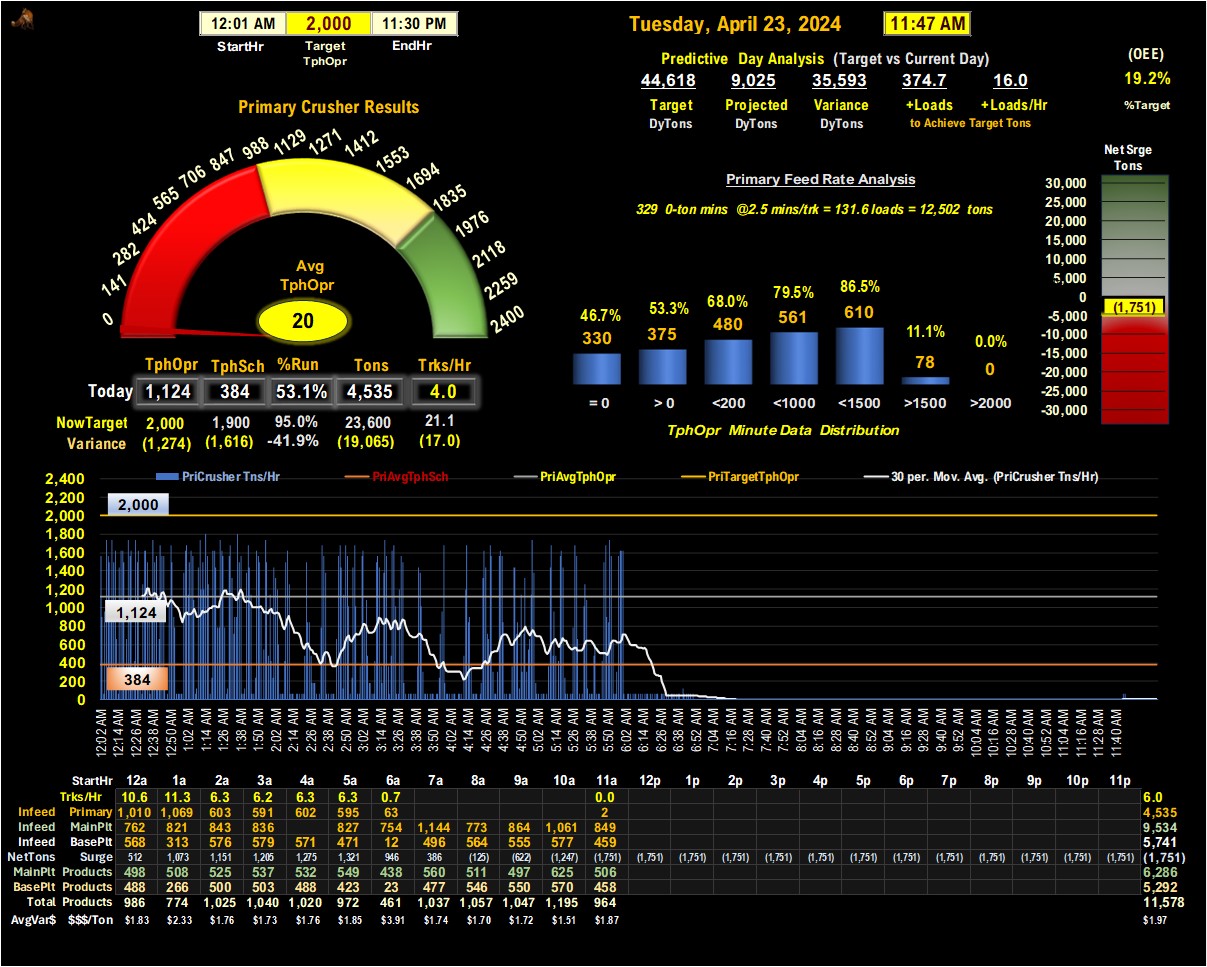 12:01 AM 2,000 11:30 PM
StartHr Target TphOpr EndHr
Tuesday, April 23, 2024 11:47 AM
Predictive Day Analysis (Target vs Current Day)
44,618 9,025 35,593 374.7 16.0
Target Projected Variance +Loads +Loads/Hr
DyTons DyTons DyTons to Achieve Target Tons
(OEE)
19.2%
%Target
Primary Crusher Results
0 141 282 424 565 706 847 988 1129 1271 1412 1553 1694 1835 1976 2118 2259 2400
Avg
TphOpr
20
TphOpr TphSch %Run Tons Trks/Hr
Today 1,124 384 53.1% 4,535 4.0
NowTarget 2,000 1,900 95.0% 23,600 21.1
Variance (1,274) (1,616) -41.9% (19,065) (17.0)
Primary Feed Rate Analysis
329 0-ton mins @2.5 mins/trk = 131.6 loads = 12,502 tons
46.7% 53.3% 68.0% 79.5% 86.5% 11.1% 0.0%
330 375 480 561 610 78 0
= 0 > 0 <200 <1000 <1500 >1500 >2000
TphOpr Minute Data Distribution
Net Srge
Tons
30,000
25,000
20,000
15,000
10,000
5,000
0
(1,751)
-5,000
-10,000
-15,000
-20,000
-25,000
-30,000
PriCrusher Tns/Hr PriAvgTphSch PriAvgTphOpr PriTargetTphOpr 30 per. Mov. Avg. (PriCrusher Tns/Hr)
2,400
2,200
2,000
1,800
1,600
1,400
1,200
1,000
800
600
400
200
0
2,000
1,124
384
12:02 AM 12:14 AM 12:26 AM 12:38 AM 12:50 AM 1:02 AM 1:14 AM 1:26 AM 1:38 AM 1:50 AM 2:02 AM 2:14 AM 2:26 AM 2:38 AM 2:50 AM 3:02 AM 3:14 AM 3:26 AM 3:38 AM 3:50 AM 4:02 AM 4:14 AM 4:26 AM 4:38 AM 4:50 AM 5:02 AM 5:14 AM 5:26 AM 5:38 AM 5:50 AM 6:02 AM 6:14 AM 6:26 AM 6:38 AM 6:52 AM 7:04 AM 7:16 AM 7:28 AM 7:40 AM 7:52 AM 8:04 AM 8:16 AM 8:28 AM 8:40 AM 8:52 AM 9:04 AM 9:16 AM 9:28 AM 9:40 AM 9:52 AM 10:04 AM 10:16 AM 10:28 AM 10:40 AM 10:52 AM 11:04 AM 11:16 AM 11:28 AM 11:40 AM
StartHr 12a 1a 2a 3a 4a 5a 6a 7a 8a 9a 10a 11a 12p 1p 2p 3p 4p 5p 6p 7p 8p 9p 10p 11p
Trks/Hr 10.6 11.3 6.3 6.2 6.3 6.3 0.7 0.0 6.0
Infeed Primary 1,010 1,069 603 591 602 595 63 2 4,535
Infeed MainPlt 762 821 843 836 827 754 1,144 773 864 1,061 849 9,534
Infeed BasePlt 568 313 576 579 571 471 12 496 564 555 577 459 5,741
NetTons Surge 512 1,073 1,151 1,205 1,275 1,321 946 386 (125) (622) (1,247) (1,751) (1,751) (1,751) (1,751) (1,751) (1,751) (1,751) (1,751) (1,751) (1,751) (1,751) (1,751) (1,751) (1,751)
MainPlt Products 498 508 525 537 532 549 438 560 511 497 625 506 6,286
BasePlt Products 488 266 500 503 488 423 23 477 546 550 570 458 5,292
Total Products 986 774 1,025 1,040 1,020 972 461 1,037 1,057 1,047 1,195 964 11,578
AvgVar$ $$$/Ton $1.83 $2.33 $1.76 $1.73 $1.76 $1.85 $3.91 $1.74 $1.70 $1.72 $1.51 $1.87 $1.97